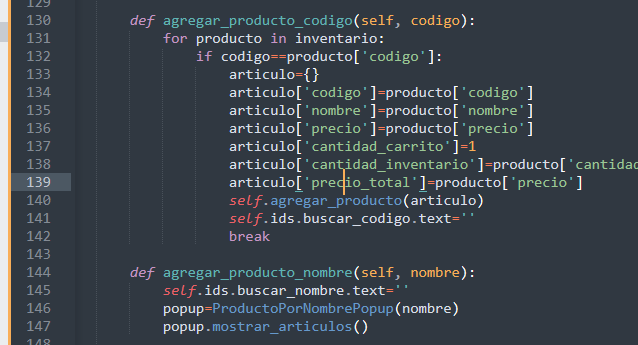 129
130 def agregar_producto_codigo(self, codigo):
131 for producto in inventario:
132 if codigo==producto['codigo']:
133 articulo={}
134 articulo['codigo']=producto['codigo']
135 articulo['nombre']=producto['nombre']
136 articulo['precio']=producto['precio']
137 articulo['cantidad_carrito']=1
138 articulo['cantidad_inventario']=producto['cantidad
139 articulo['precio_total']=producto['precio']
140 self.agregar_producto(articulo)
141 self.ids.buscar_codigo.text=''
142 break
143
144 def agregar_producto_nombre(self, nombre):
145 self.ids.buscar_nombre.text=''
146 popup=ProductoPorNombrePopup(nombre)
147 popup.mostrar_articulos()
148